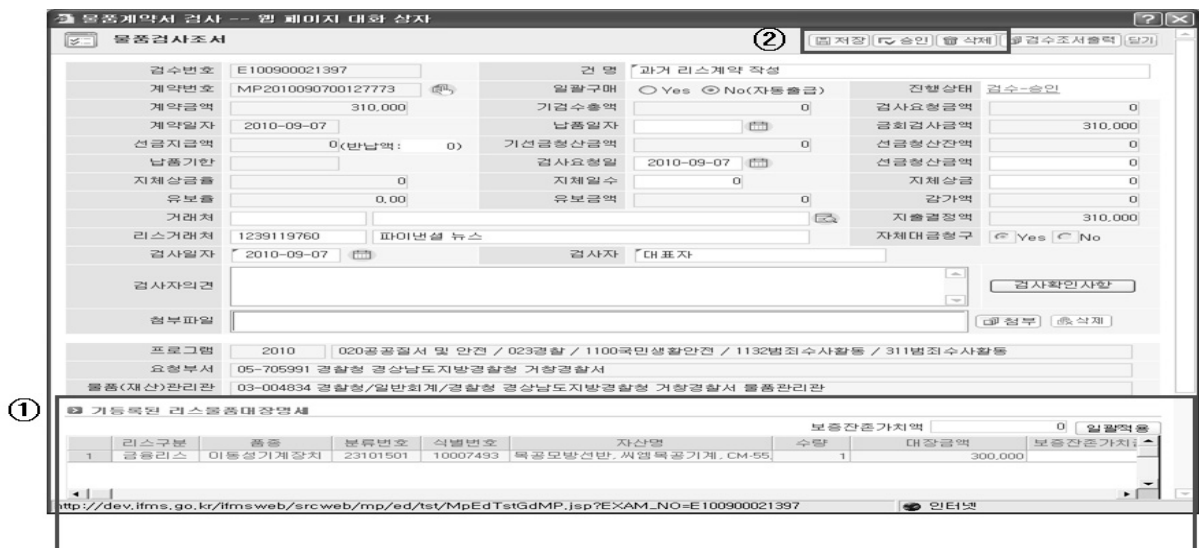 물품계약서 검사 -- 웹 페이지 대화 상자
물품검사조서 ② 저장 승인 삭제 검수조서출력 닫기
검수번호 E100900021397 건 명 과거 리스계약 작성
계약번호 MP2010090700127773 일괄구매 Yes No(자동출급) 진행상태 검수-승인
계약금액 310,000 기검수총액 0 검사요청금액 0
계약일자 2010-09-07 납품일자 금회검사금액 310,000
선금지급액 0(반납액: 0) 기선금청산금액 0 선금청산잔액 0
납품기한 검사요청일 2010-09-07 선금청산금액 0
지체상금율 0 지체일수 0 지체상금 0
유보율 0.00 유보금액 0 감가액 0
거래처 지출결정액 310,000
리스거래처 1239119760 파이낸셜 뉴스 자체대금청구 Yes No
검사일자 2010-09-07 검사자 대표자
검사자의견 검사확인사항
첨부파일 첨부 삭제
프로그램 2010 020공공질서 및 안전 / 023경찰 / 1100국민생활안전 / 1132범죄수사활동 / 311범죄수사활동
요청부서 05-705991 경찰청 경상남도지방경찰청 거창경찰서
물품(재산)관리관 03-004834 경찰청/일반회계/경찰청 경상남도지방경찰청 거창경찰서 물품관리관
① 기등록된 리스물품대장명세
보증잔존가치액 0 일괄적용
리스구분 품종 분류번호 식별번호 자산명 수량 대장금액 보증잔존가치
1 금융리스 이동성기계장치 23101501 10007493 목공모방선반, 씨엠목공기계, CM-55, 1 300,000
http://dev.ifms.go.kr/ifmsweb/srcweb/mp/ed/tst/MpEdTstGdMP.jsp?EXAM_NO=E100900021397 인터넷